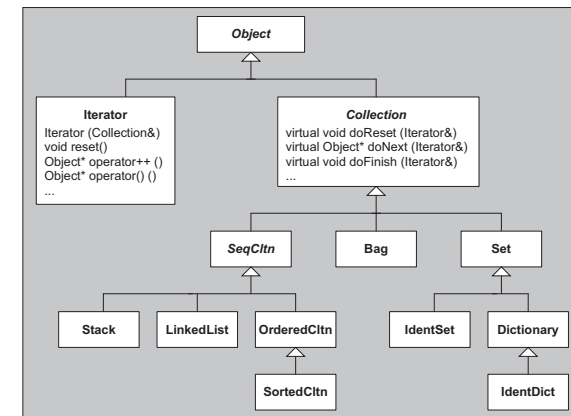 Object
Iterator
Iterator (Collection&)
void reset()
Object* operator++ ()
Object* operator() ()
...
Collection
virtual void doReset (Iterator&)
virtual Object* doNext (Iterator&)
virtual void doFinish (Iterator&)
...
SeqCltn
Bag
Set
Stack
LinkedList
OrderedCltn
IdentSet
Dictionary
SortedCltn
IdentDict